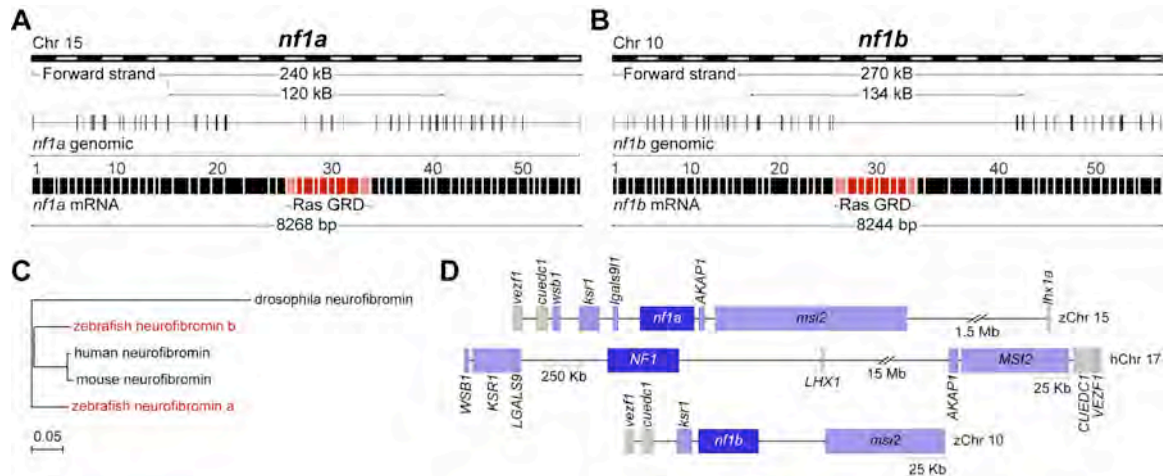 A
Chr 15
nf1a
Forward strand
240 kB
120 kB
nf1a genomic
1 10 20 30 40 50
nf1a mRNA
Ras GRD
8268 bp
B
Chr 10
nf1b
Forward strand
270 kB
134 kB
nf1b genomic
1 10 20 30 40 50
nf1b mRNA
Ras GRD
8244 bp
C
drosophila neurofibromin
zebrafish neurofibromin b
human neurofibromin
mouse neurofibromin
zebrafish neurofibromin a
0.05
D
vezf1 cuedc1 wsb1 ksr1 lgals9l1 AKAP1 lhx1a
nf1a msi2 zChr 15
1.5 Mb
NF1 MSI2 hChr 17
250 Kb 15 Mb 25 Kb
WSB1 KSR1 LGALS9 LHX1 AKAP1 CUEDC1 VEZF1
vezf1 cuedc1 ksr1
nf1b msi2 zChr 10
25 Kb